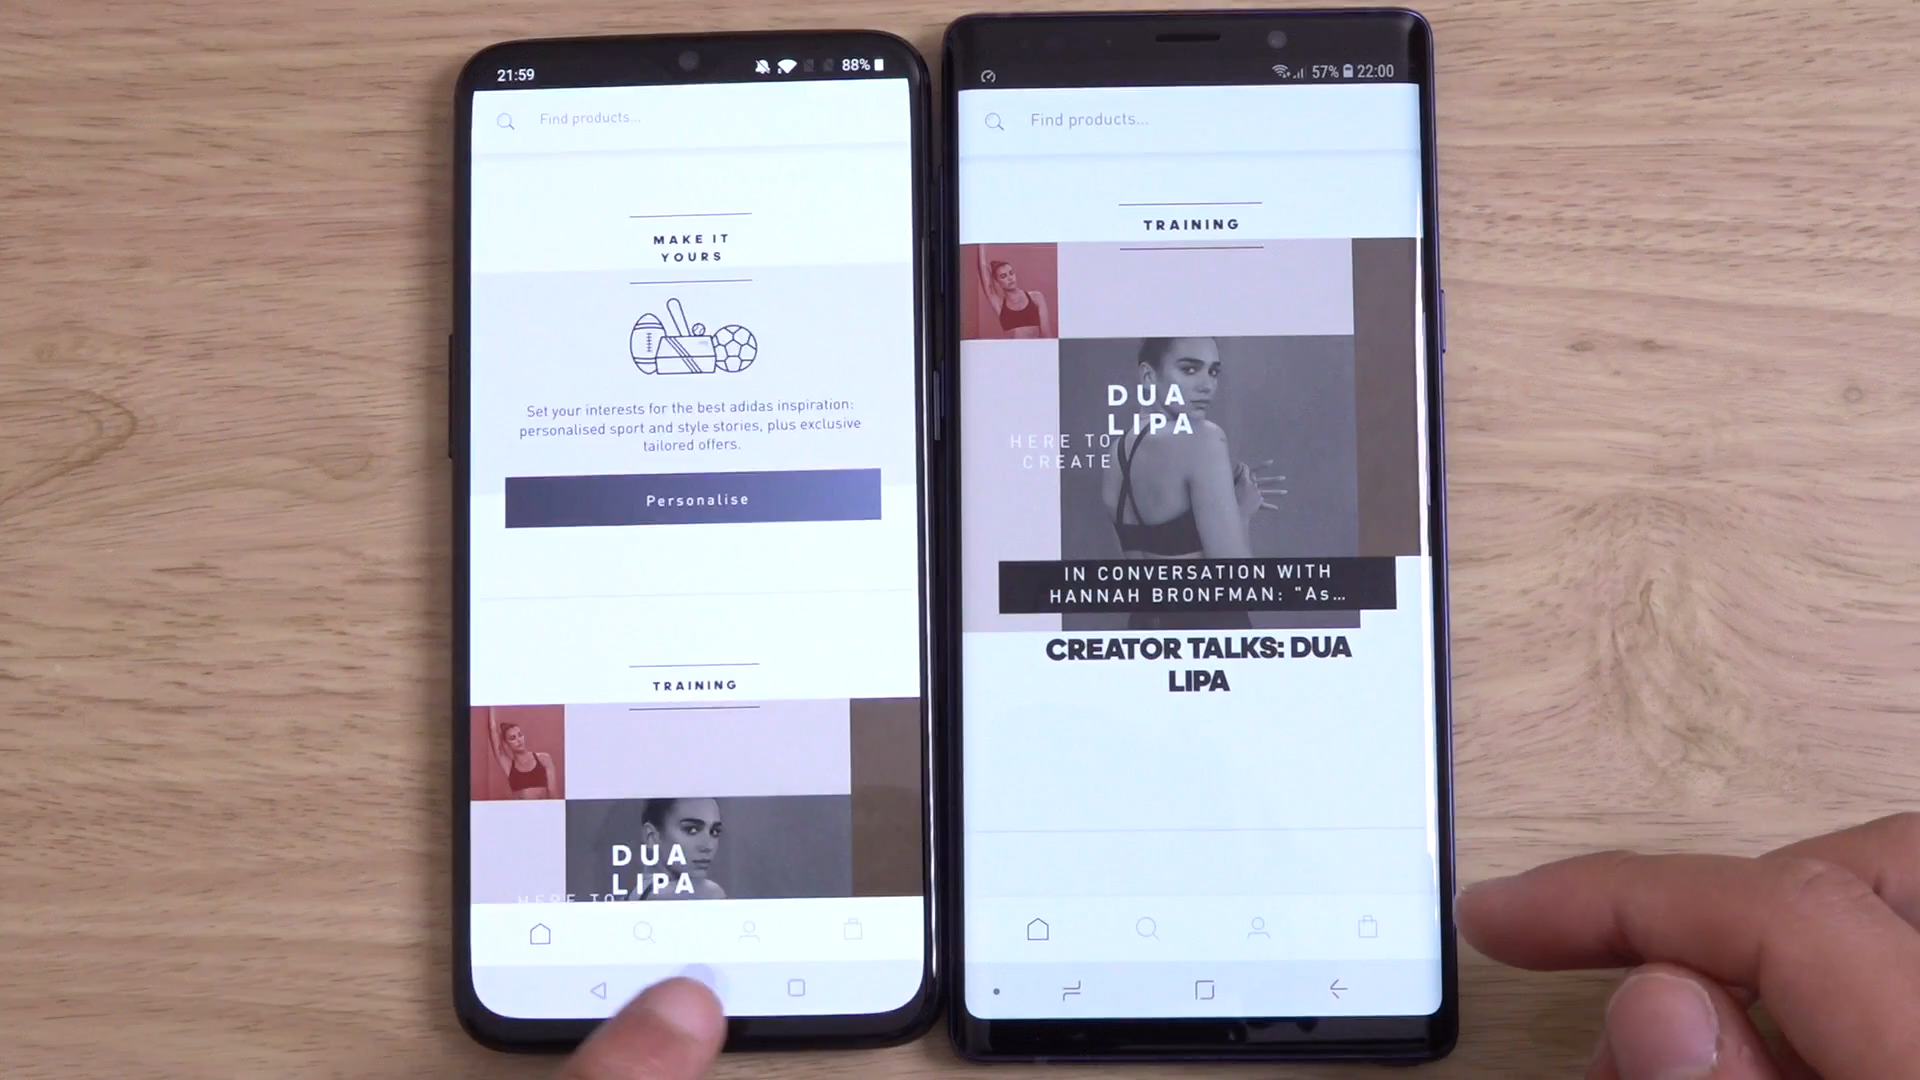 21:59
88%
Find products...
MAKE IT
YOURS
Set your interests for the best adidas inspiration:
personalised sport and style stories, plus exclusive
tailored offers.
Personalise
TRAINING
DUA
LIPA
HERE TO
57% 22:00
Find products...
TRAINING
DUA
LIPA
HERE TO
CREATE
IN CONVERSATION WITH
HANNAH BRONFMAN: "As...
CREATOR TALKS: DUA
LIPA